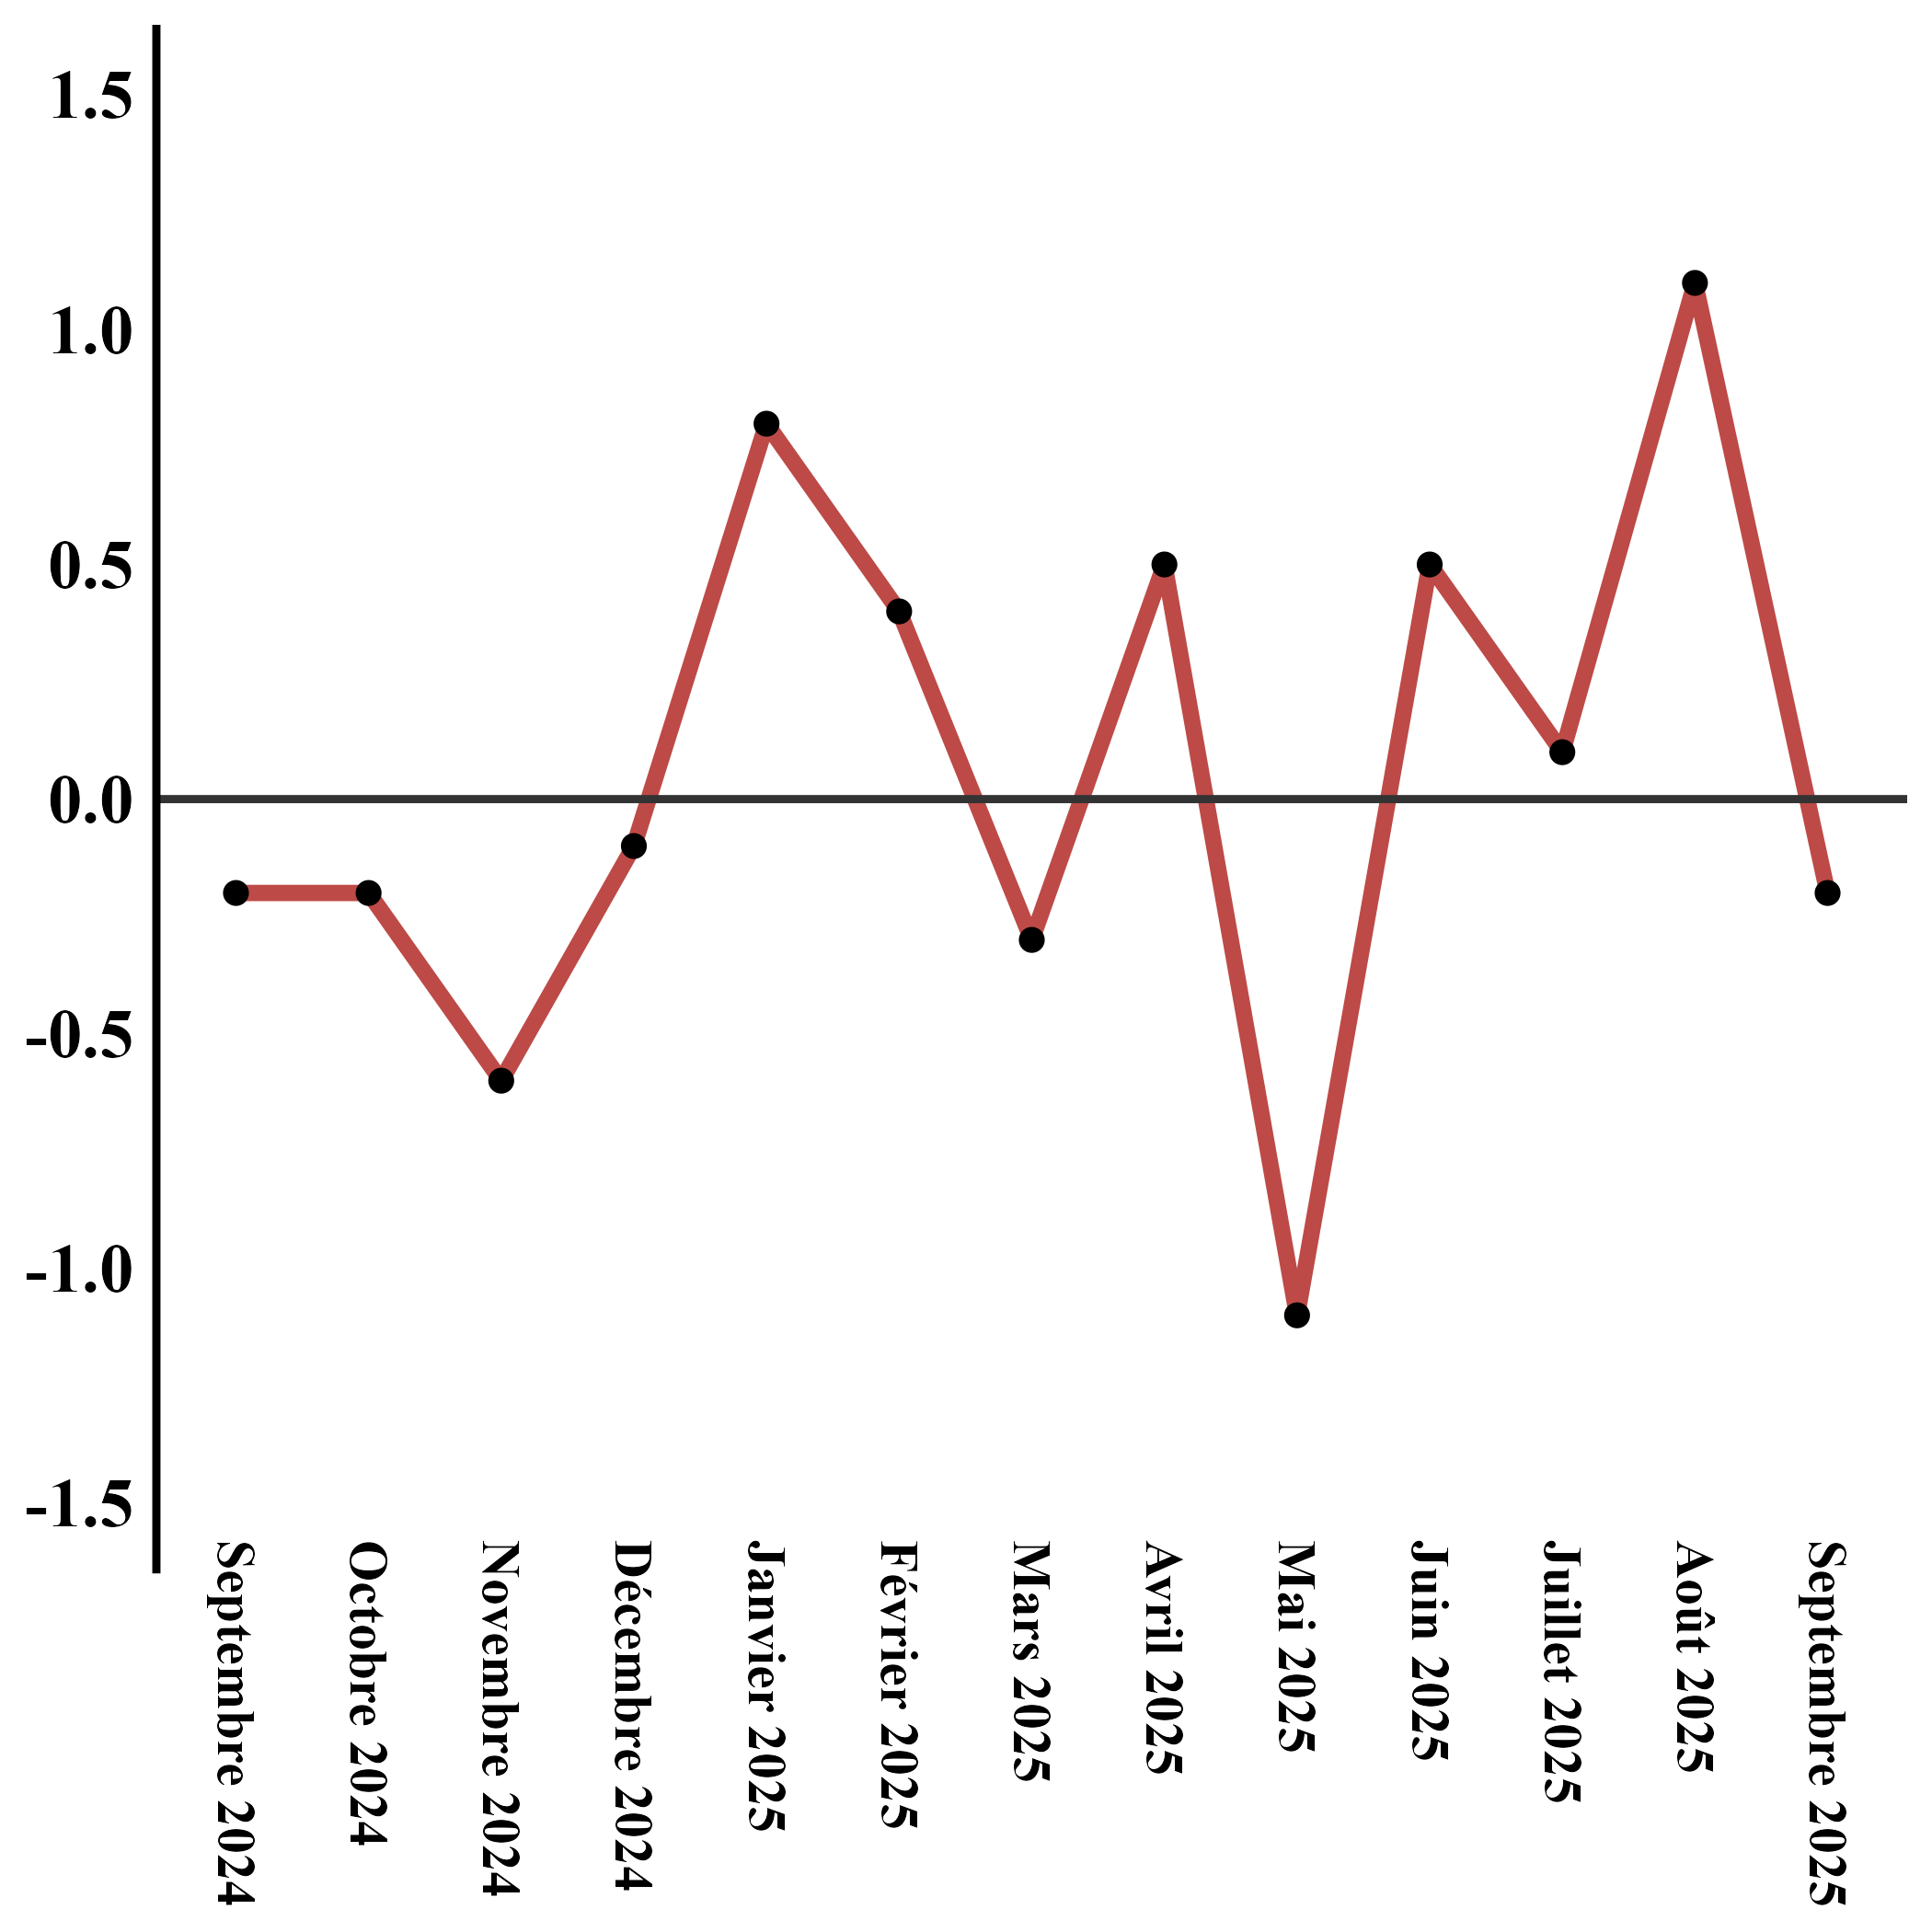 1.5
1.0
0.5
0.0
-0.5
-1.0
-1.5
Septembre 2024
Octobre 2024
Novembre 2024
Décembre 2024
Janvier 2025
Février 2025
Mars 2025
Avril 2025
Mai 2025
Juin 2025
Juillet 2025
Août 2025
Septembre 2025